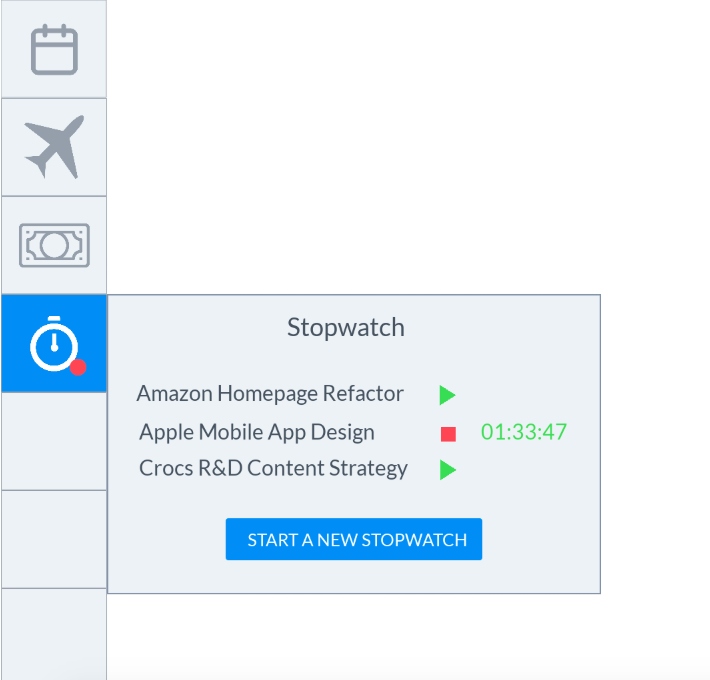 Stopwatch
Amazon Homepage Refactor
Apple Mobile App Design 01:33:47
Crocs R&D Content Strategy
START A NEW STOPWATCH